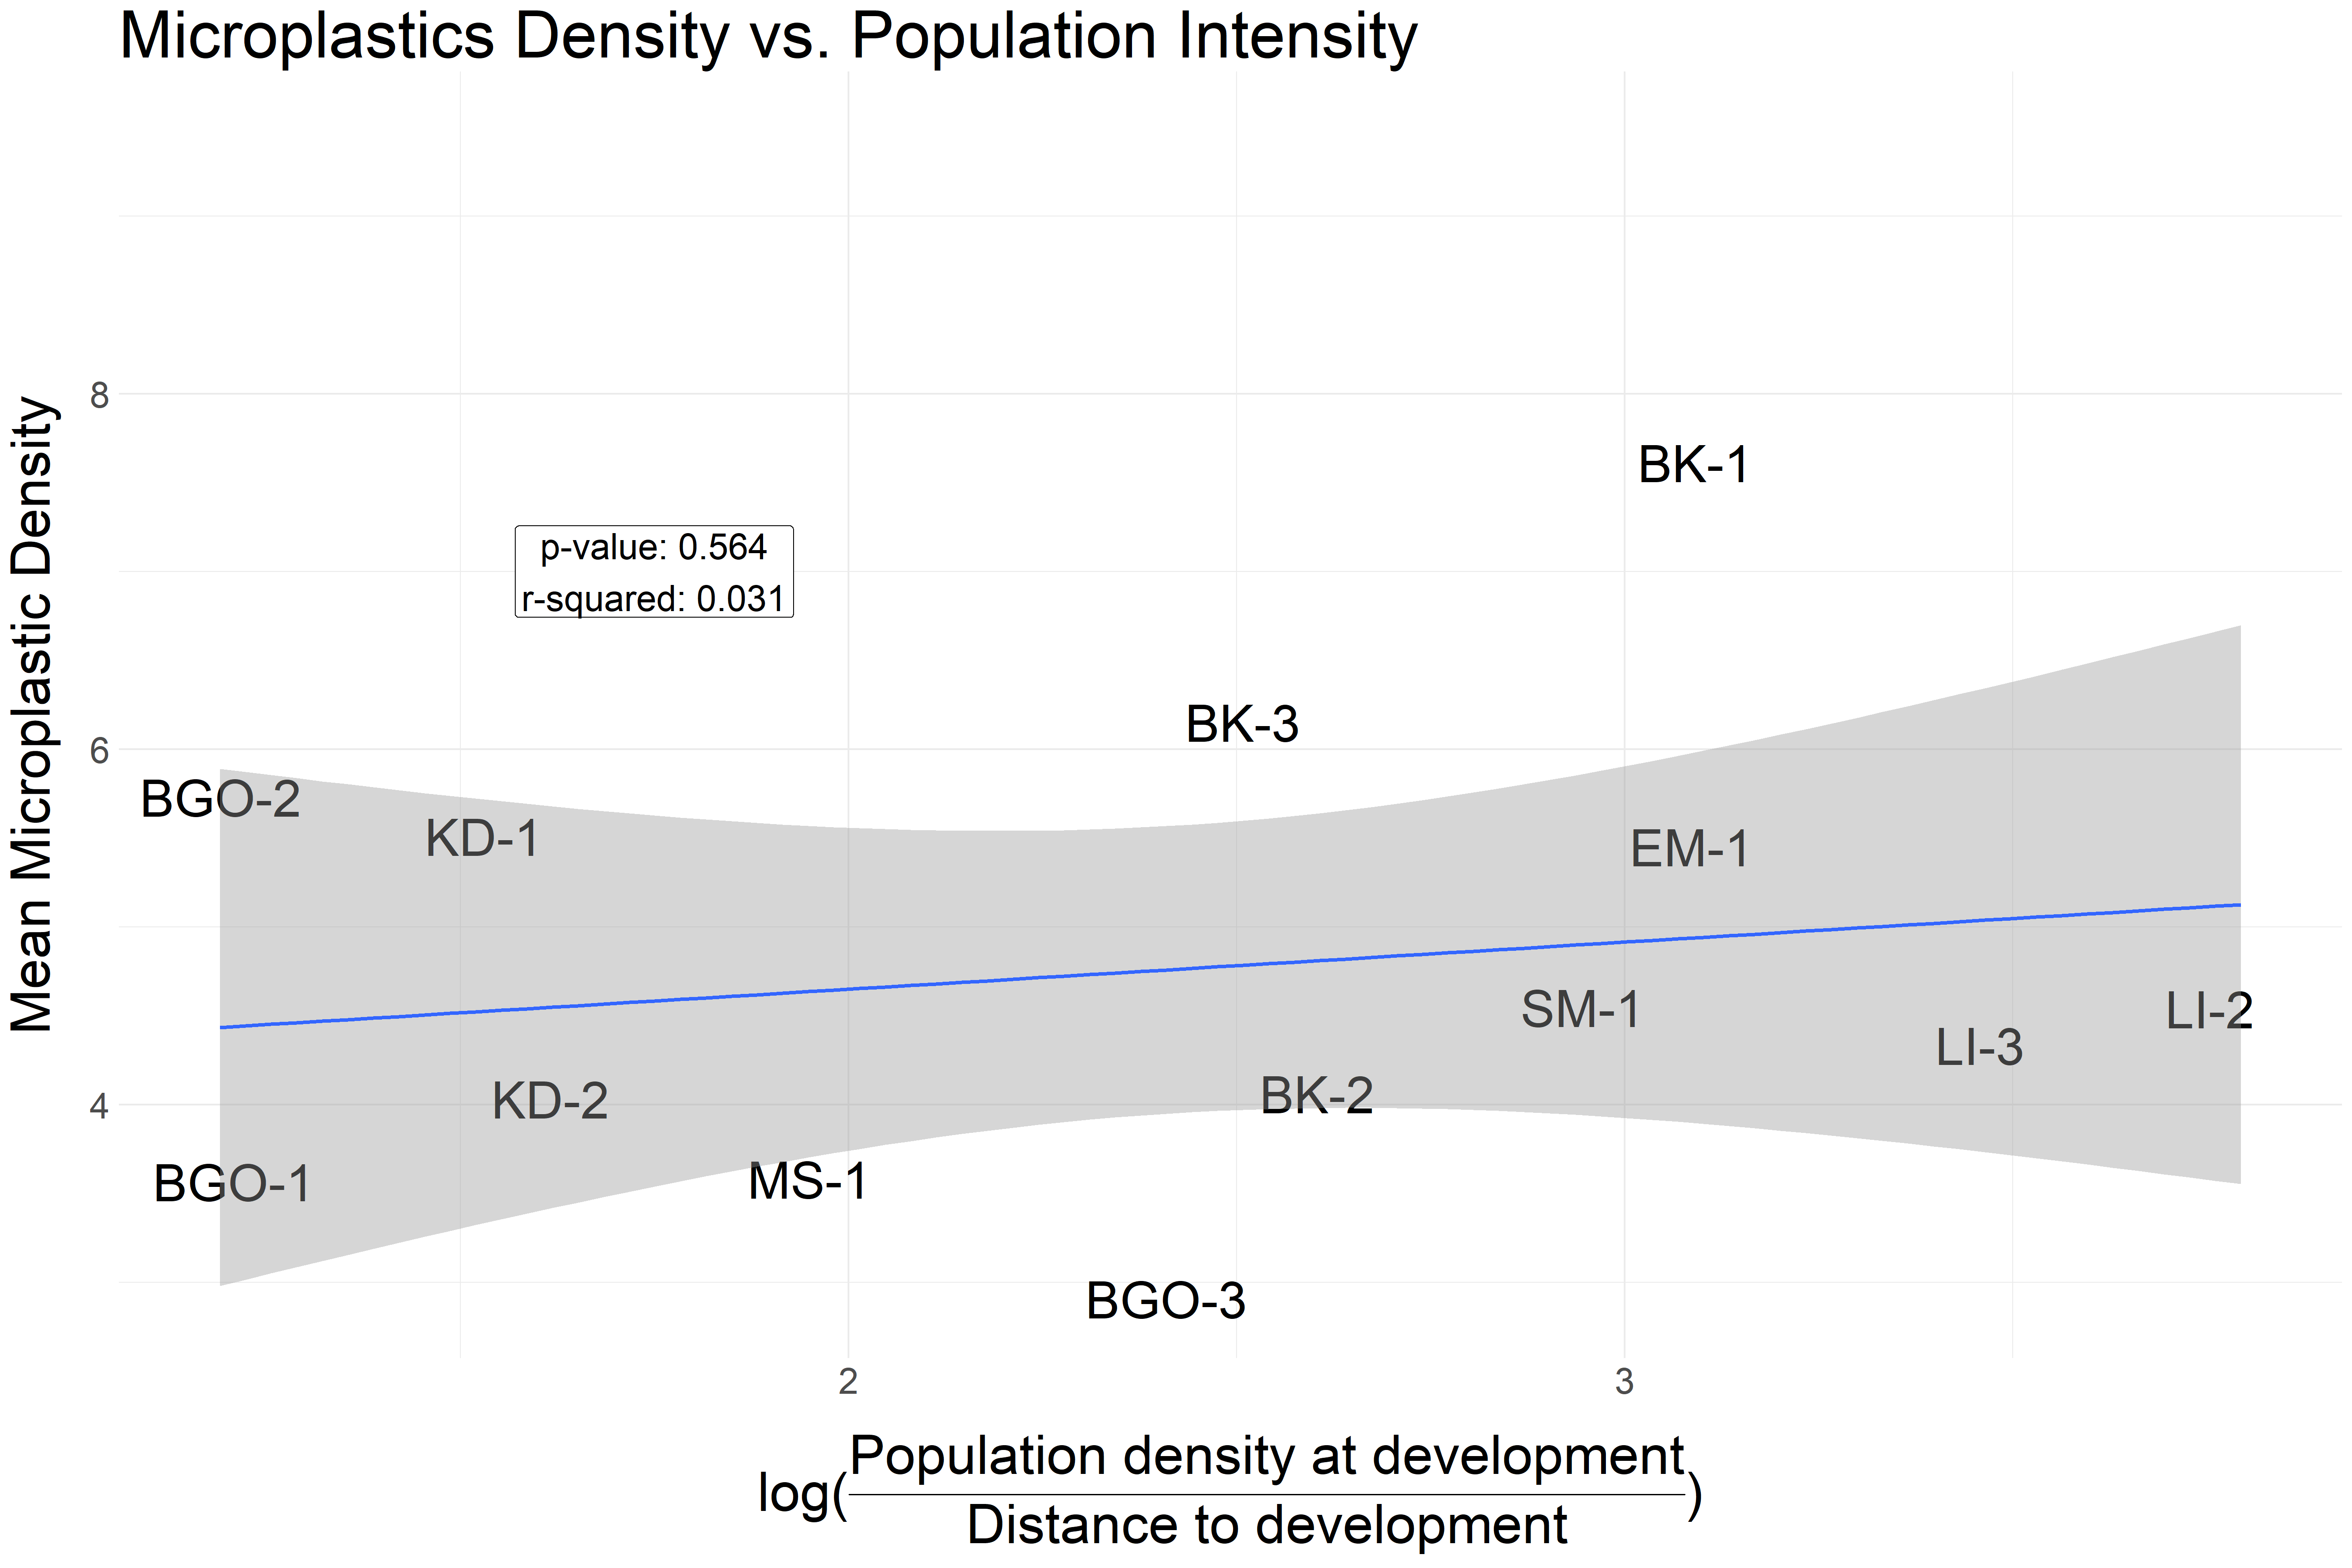 Microplastics Density vs. Population Intensity
Mean Microplastic Density
8
6
4
BK-1
p-value: 0.564
r-squared: 0.031
BK-3
BGO-2
KD-1
EM-1
SM-1
LI-2
LI-3
BK-2
KD-2
MS-1
BGO-1
BGO-3
2
3
Population density at development
log( )
Distance to development